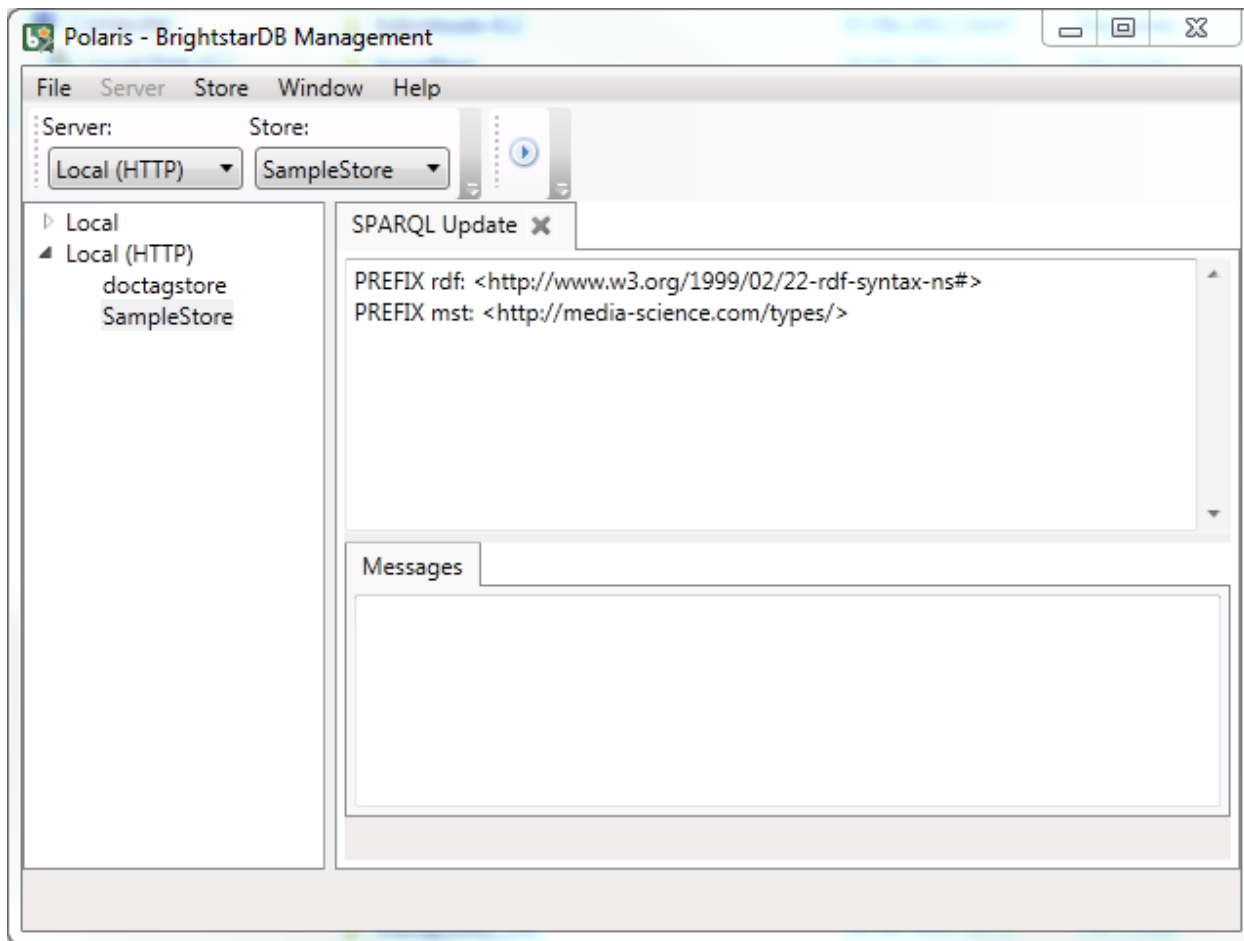 Polaris - BrightstarDB Management
File Server Store Window Help
Server: Store:
Local (HTTP) SampleStore
Local
Local (HTTP)
doctagstore
SampleStore
SPARQL Update
PREFIX rdf: <http://www.w3.org/1999/02/22-rdf-syntax-ns#>
PREFIX mst: <http://media-science.com/types/>
Messages